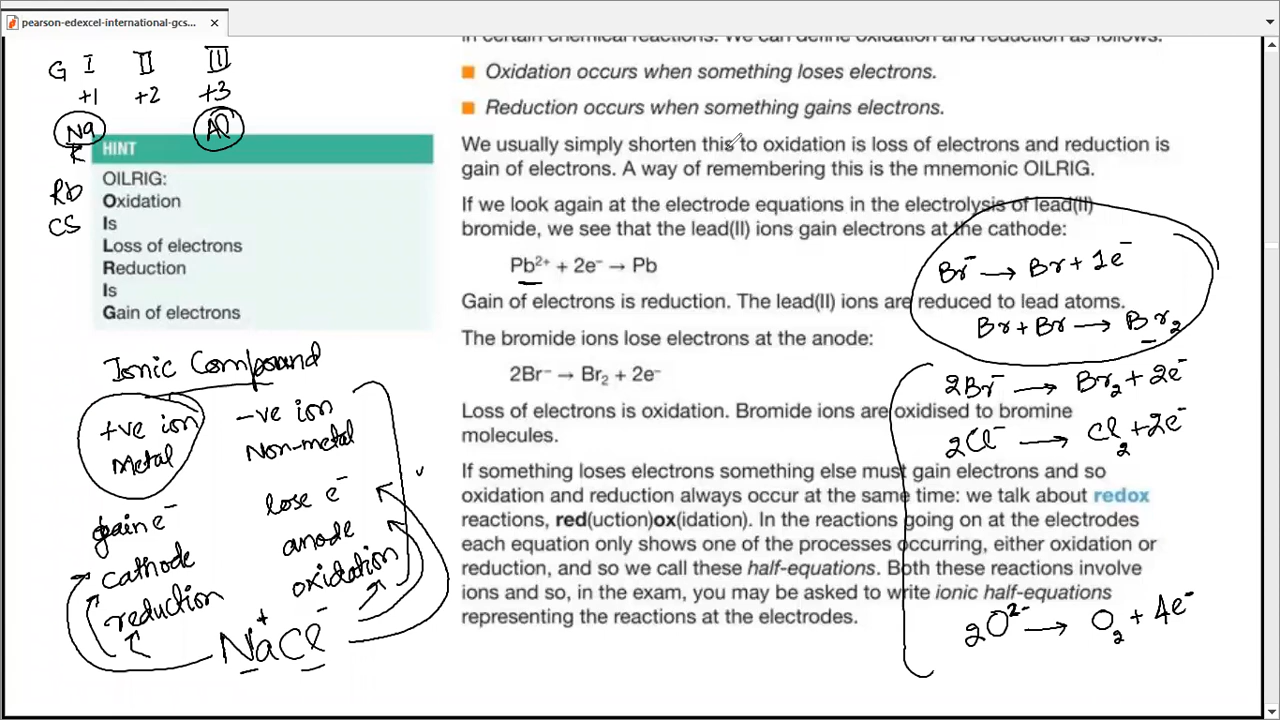 pearson-edexcel-international-gcs...
in certain chemical reactions. We can define oxidation and reduction as follows:
Oxidation occurs when something loses electrons.
Reduction occurs when something gains electrons.
We usually simply shorten this to oxidation is loss of electrons and reduction is
gain of electrons. A way of remembering this is the mnemonic OILRIG.
If we look again at the electrode equations in the electrolysis of lead(II)
bromide, we see that the lead(II) ions gain electrons at the cathode:
Pb²⁺ + 2e⁻ → Pb
Gain of electrons is reduction. The lead(II) ions are reduced to lead atoms.
The bromide ions lose electrons at the anode:
2Br⁻ → Br₂ + 2e⁻
Loss of electrons is oxidation. Bromide ions are oxidised to bromine
molecules.
If something loses electrons something else must gain electrons and so
oxidation and reduction always occur at the same time: we talk about redox
reactions, red(uction)ox(idation). In the reactions going on at the electrodes
each equation only shows one of the processes occurring, either oxidation or
reduction, and so we call these half-equations. Both these reactions involve
ions and so, in the exam, you may be asked to write ionic half-equations
representing the reactions at the electrodes.
G I II III
+1 +2 +3
Na Al
K
Rb
CS
HINT
OILRIG:
Oxidation
Is
Loss of electrons
Reduction
Is
Gain of electrons
Ionic Compound
+ve ion
Metal
gain e⁻
cathode
reduction
-ve ion
Non-metal
lose e⁻
anode
oxidation
Na⁺Cl⁻
Br⁻ → Br + 1e⁻
Br + Br → Br₂
2Br⁻ → Br₂ + 2e⁻
2Cl⁻ → Cl₂ + 2e⁻
2O²⁻ → O₂ + 4e⁻